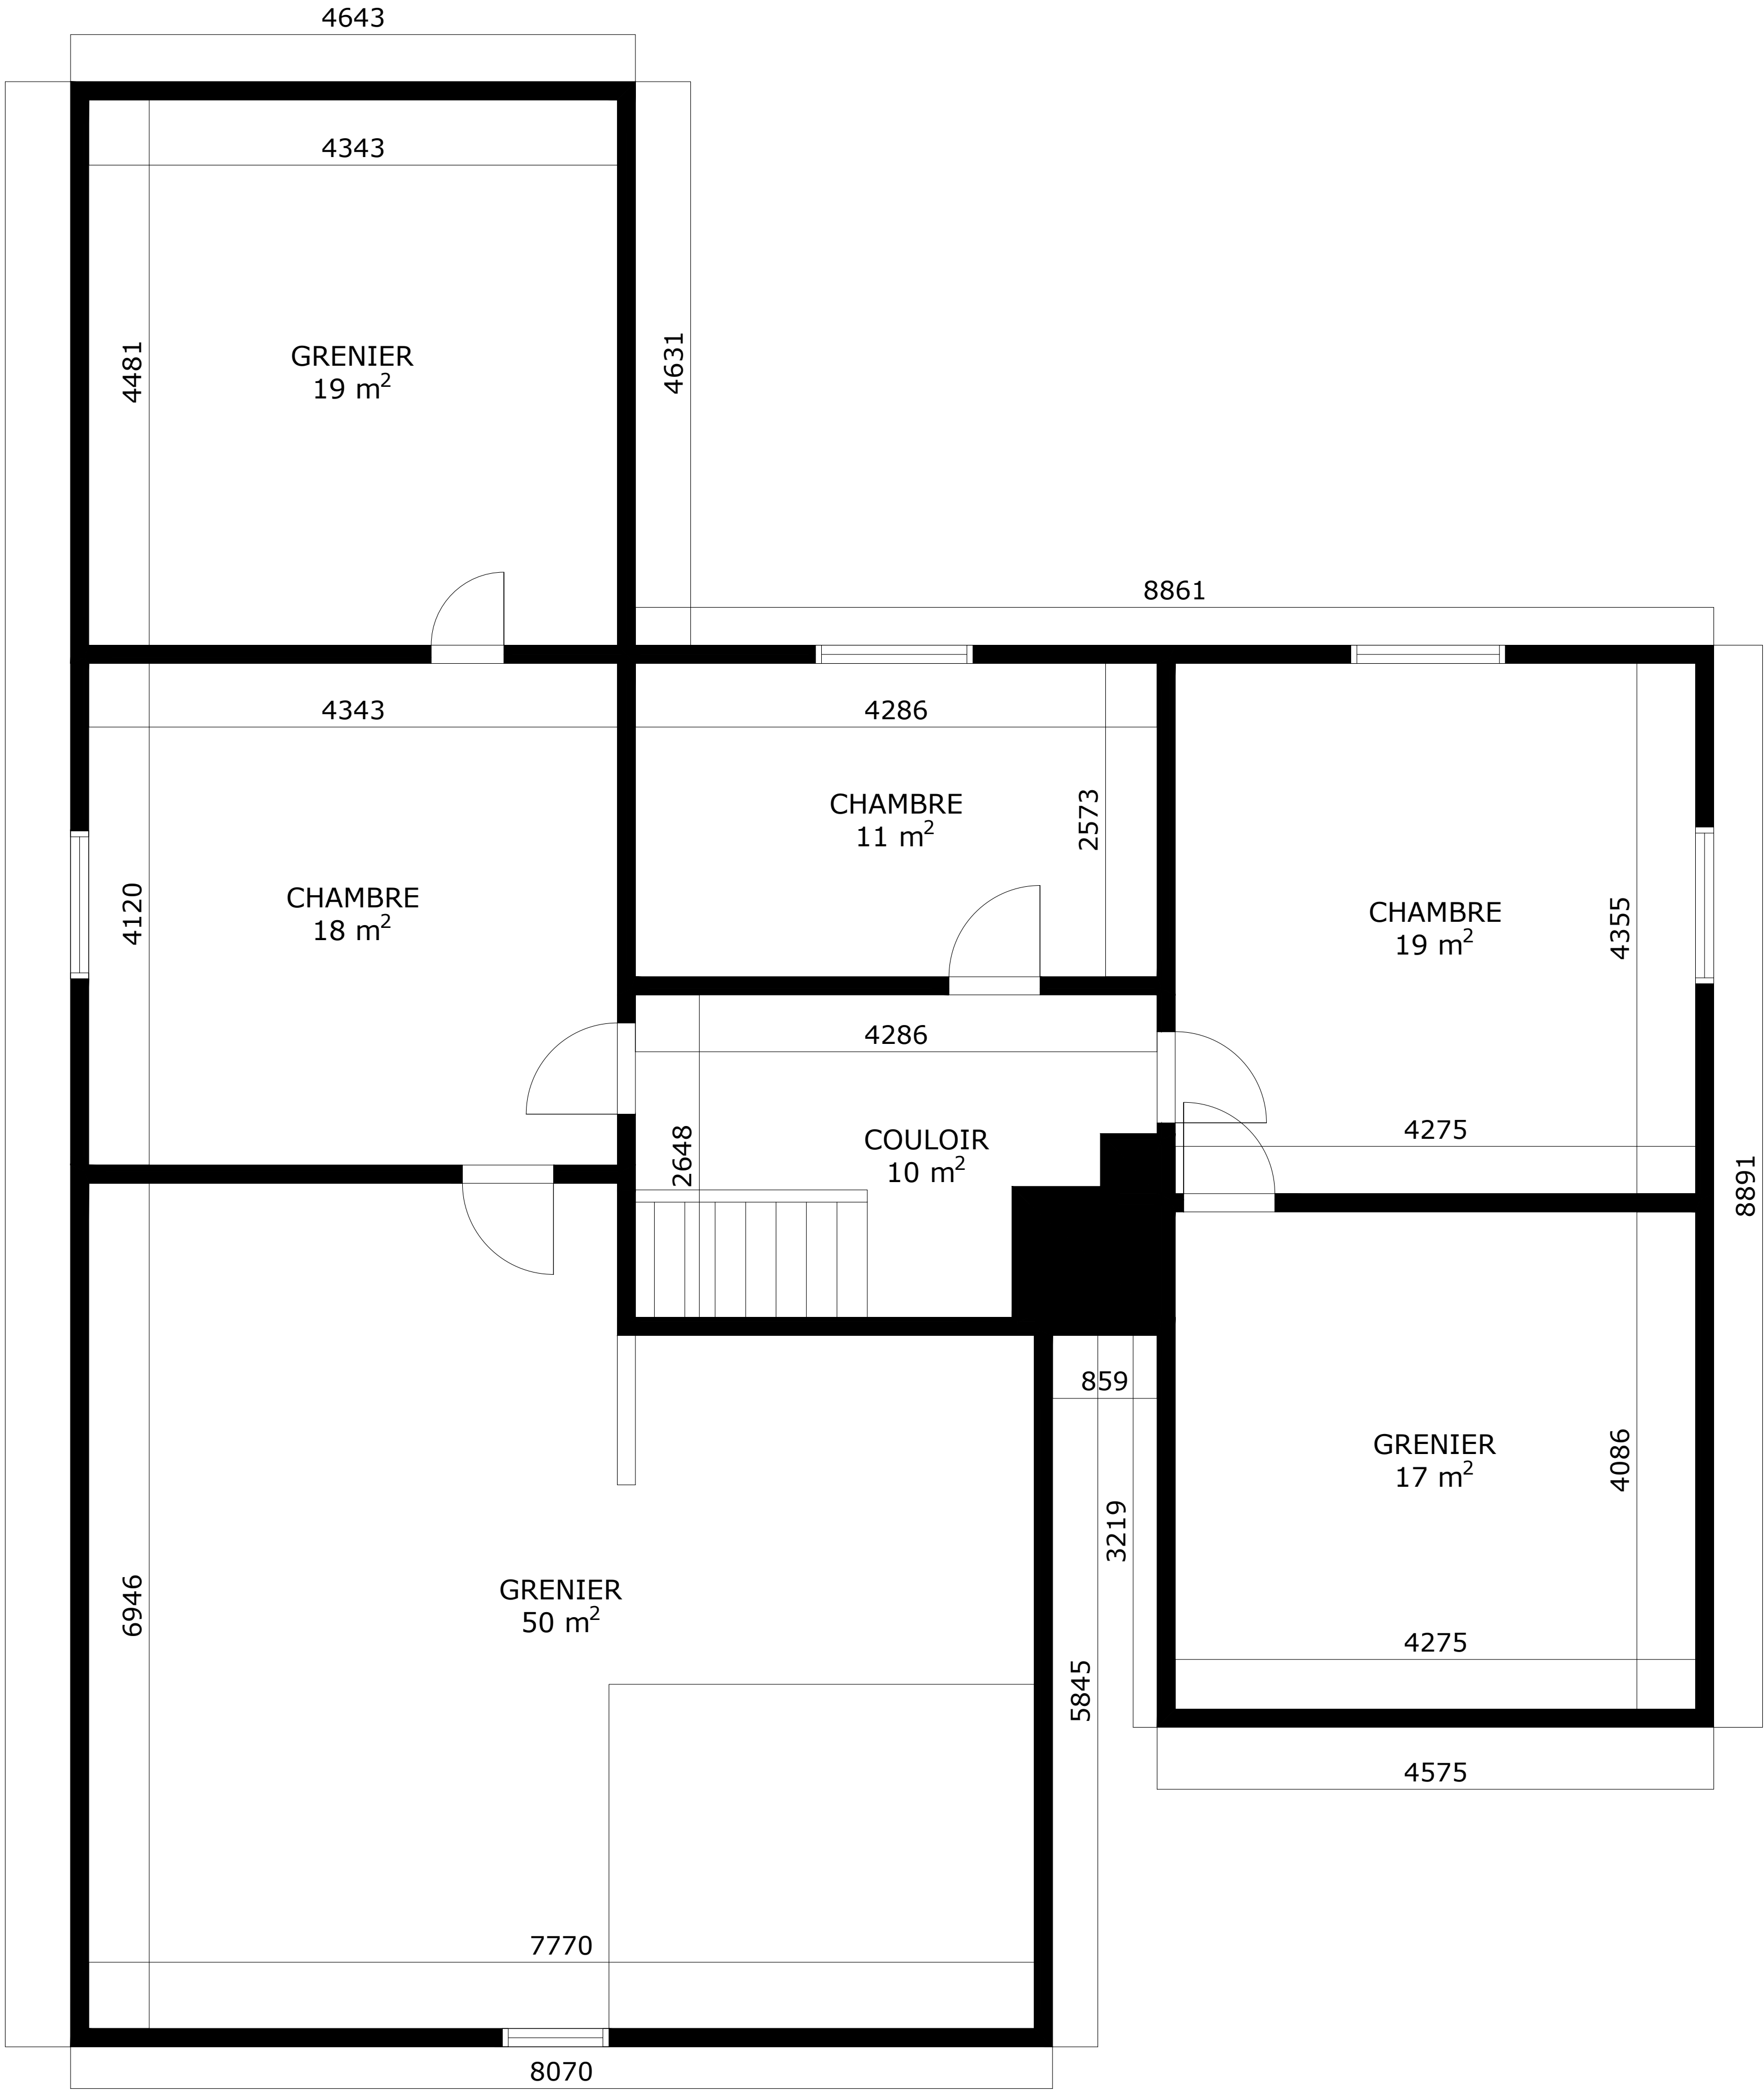 4643
4343
4481
GRENIER
19 m²
4631
8861
4343
4286
CHAMBRE
11 m²
2573
4120
CHAMBRE
18 m²
CHAMBRE
19 m²
4355
4286
2648
COULOIR
10 m²
4275
8891
859
GRENIER
17 m²
4086
3219
6946
GRENIER
50 m²
4275
5845
4575
7770
8070